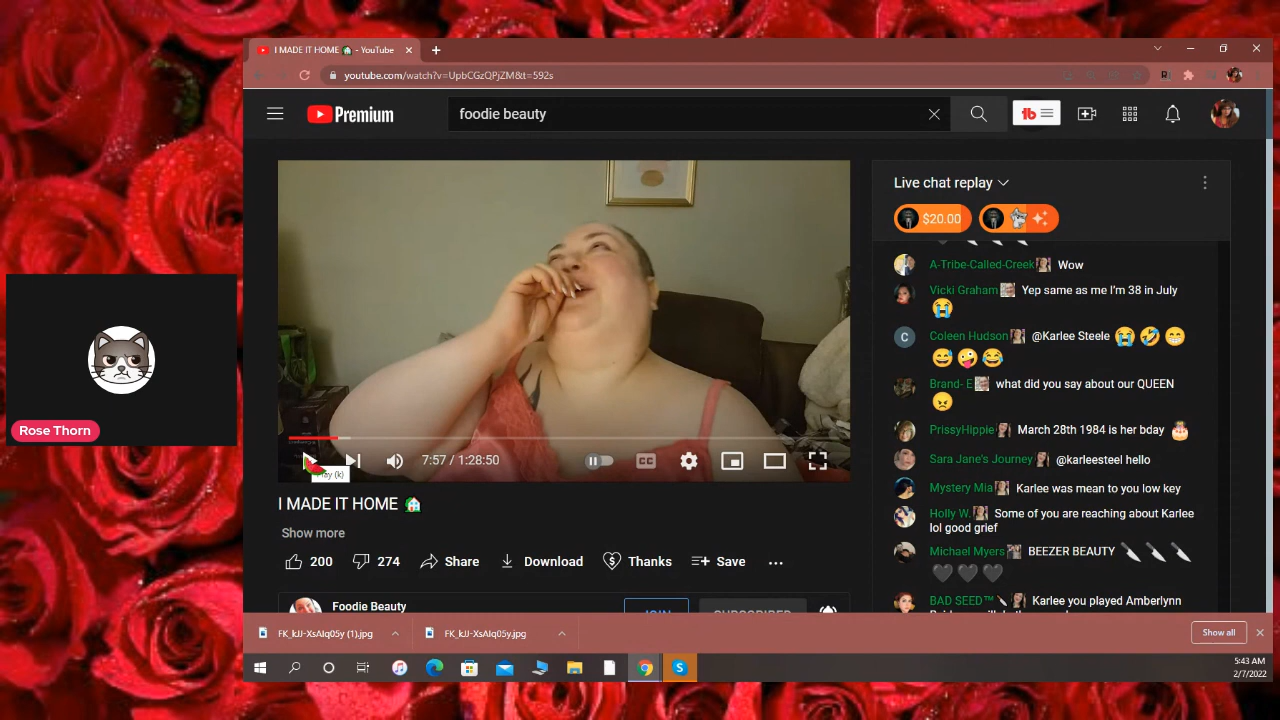 I MADE IT HOME 🏠 - YouTube
youtube.com/watch?v=UpbCGzQPjZM&t=592s
Premium
foodie beauty
Live chat replay
$20.00
A-Tribe-Called-Creek Wow
Vicki Graham Yep same as me I'm 38 in July
😭
C Coleen Hudson @Karlee Steele 😭 🤣 😁
😅 🤪 😂
Brand- E what did you say about our QUEEN
😠
PrissyHippie March 28th 1984 is her bday 🎂
Sara Jane's Journey @karleesteel hello
Mystery Mia Karlee was mean to you low key
Holly W. Some of you are reaching about Karlee
lol good grief
Michael Myers BEEZER BEAUTY 🔪 🔪 🔪
🖤 🖤 🖤
BAD SEED™🔪 Karlee you played Amberlynn
Rose Thorn
7:57 / 1:28:50
CC
Play (k)
I MADE IT HOME 🏠
Show more
200 274 Share Download Thanks Save ...
Foodie Beauty
JOIN SUBSCRIBED
FK_kJJ-XsAIq05y (1).jpg FK_kJJ-XsAIq05y.jpg Show all
5:43 AM
2/7/2022